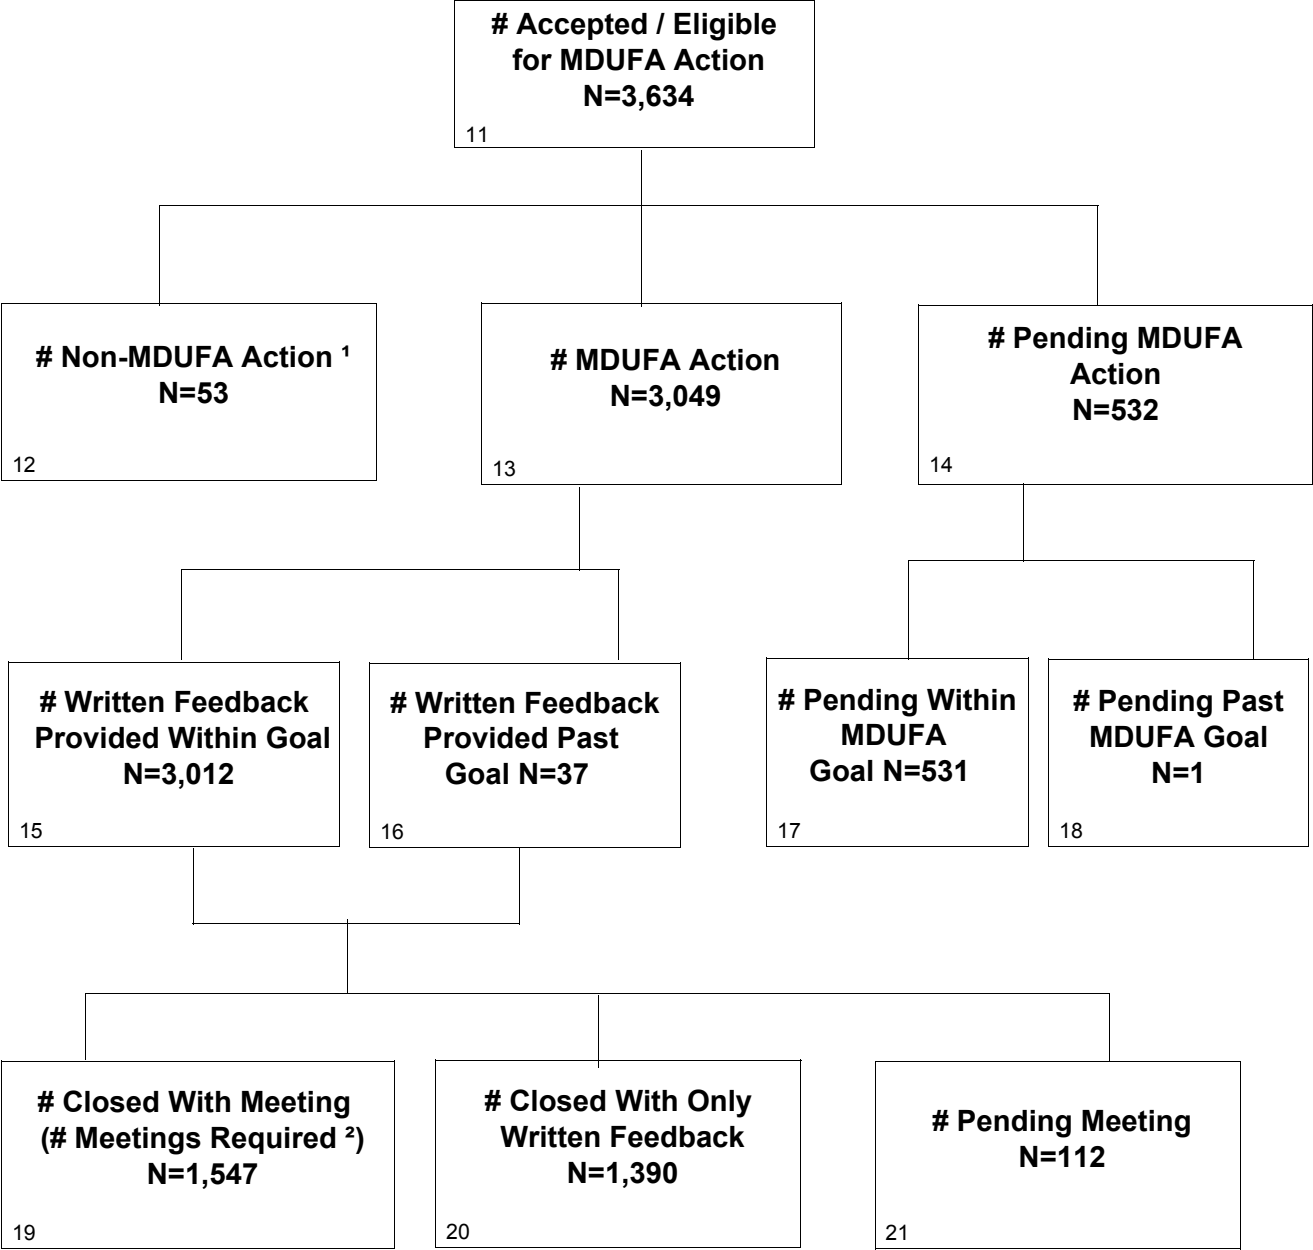 # Accepted / Eligible
for MDUFA Action
N=3,634
11
# Non-MDUFA Action ¹
N=53
12
# MDUFA Action
N=3,049
13
# Pending MDUFA
Action
N=532
14
# Written Feedback
Provided Within Goal
N=3,012
15
# Written Feedback
Provided Past
Goal N=37
16
# Pending Within
MDUFA
Goal N=531
17
# Pending Past
MDUFA Goal
N=1
18
# Closed With Meeting
(# Meetings Required ²)
N=1,547
19
# Closed With Only
Written Feedback
N=1,390
20
# Pending Meeting
N=112
21